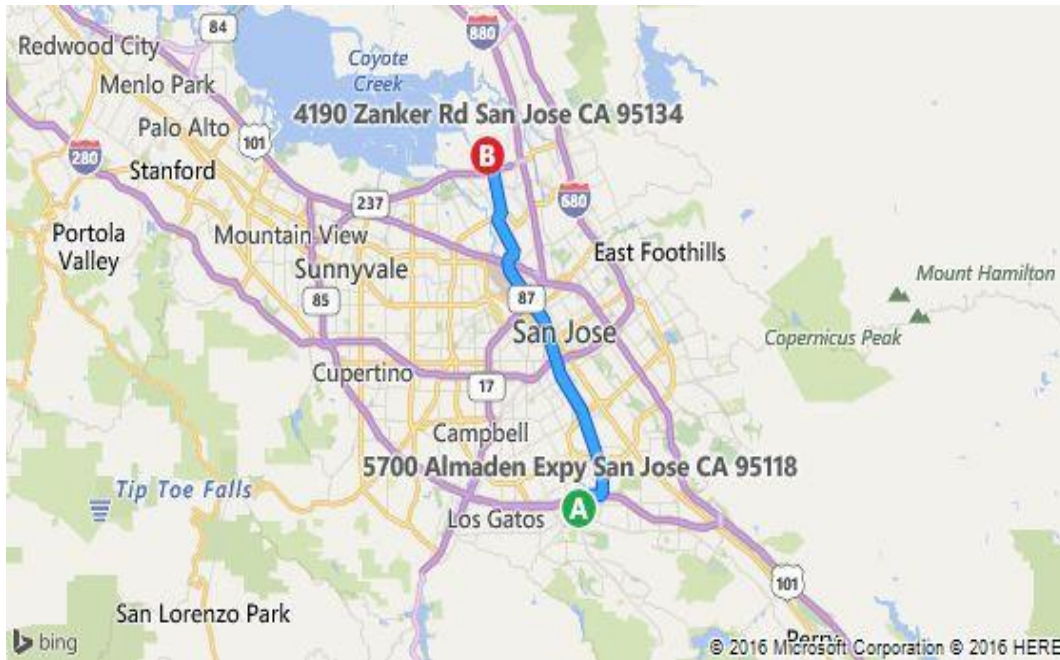 84
880
Redwood City
Menlo Park
Coyote
Creek
4190 Zanker Rd San Jose CA 95134
Palo Alto
101
280
Stanford
B
237
680
Portola
Valley
Mountain View
East Foothills
Sunnyvale
85
87
Mount Hamilton
San Jose
Copernicus Peak
Cupertino
17
Campbell
5700 Almaden Expy San Jose CA 95118
Tip Toe Falls
Los Gatos
A
101
San Lorenzo Park
bing
© 2016 Microsoft Corporation © 2016 HERE